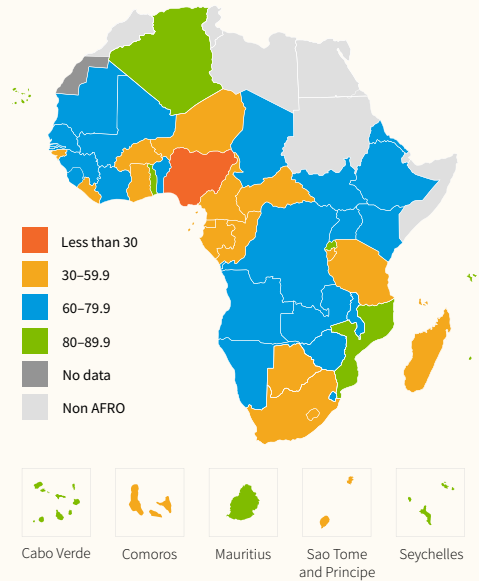 Less than 30
30–59.9
60–79.9
80–89.9
No data
Non AFRO
Cabo Verde
Comoros
Mauritius
Sao Tome
and Principe
Seychelles